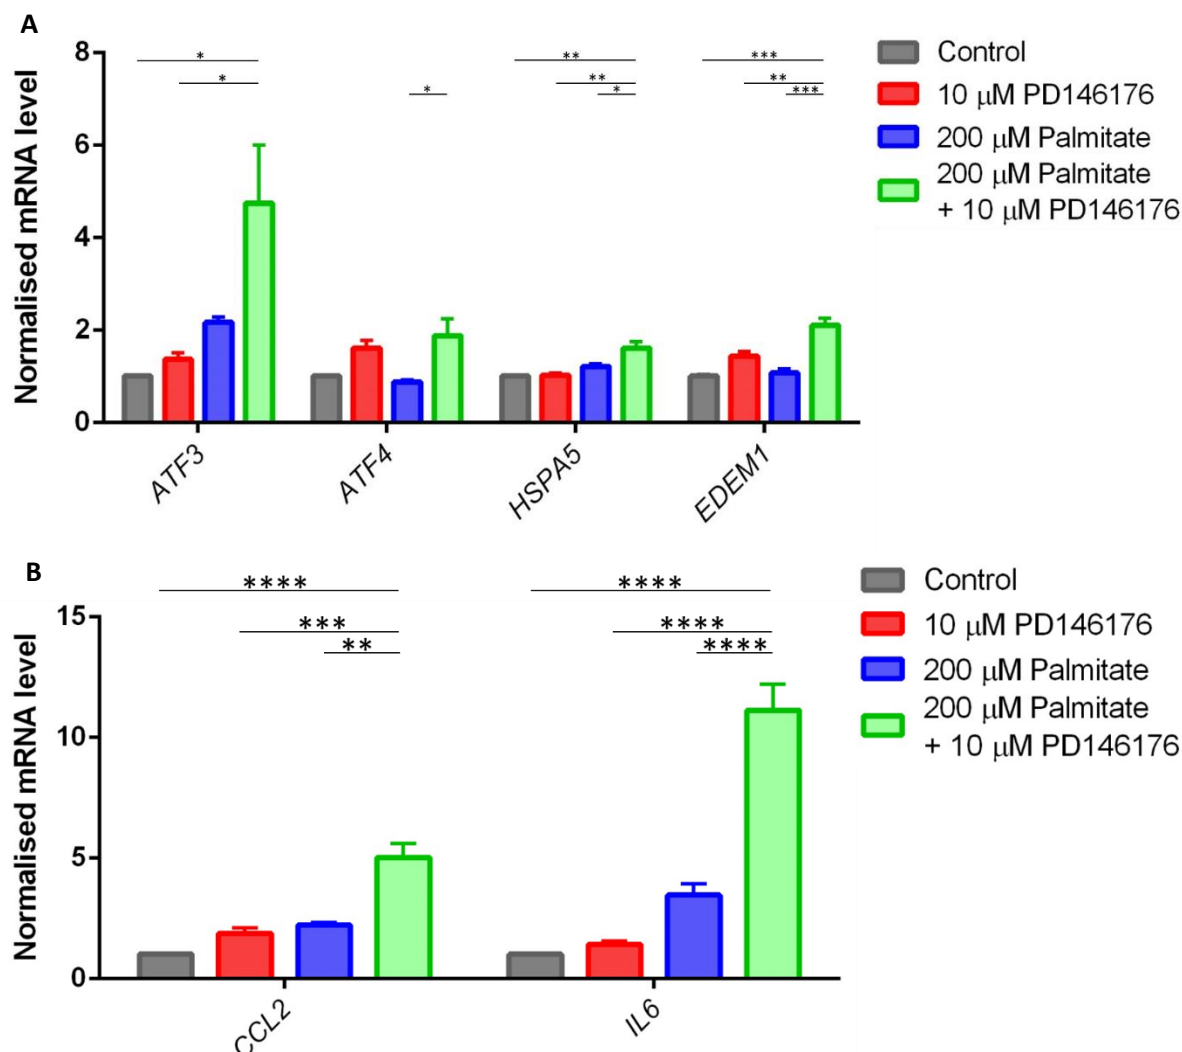 A
Normalised mRNA level
8
6
4
2
0
*
*
*
**
**
*
***
**
***
ATF3
ATF4
HSPA5
EDEM1
Control
10 µM PD146176
200 µM Palmitate
200 µM Palmitate
+ 10 µM PD146176
B
Normalised mRNA level
15
10
5
0
****
***
**
****
****
****
CCL2
IL6
Control
10 µM PD146176
200 µM Palmitate
200 µM Palmitate
+ 10 µM PD146176